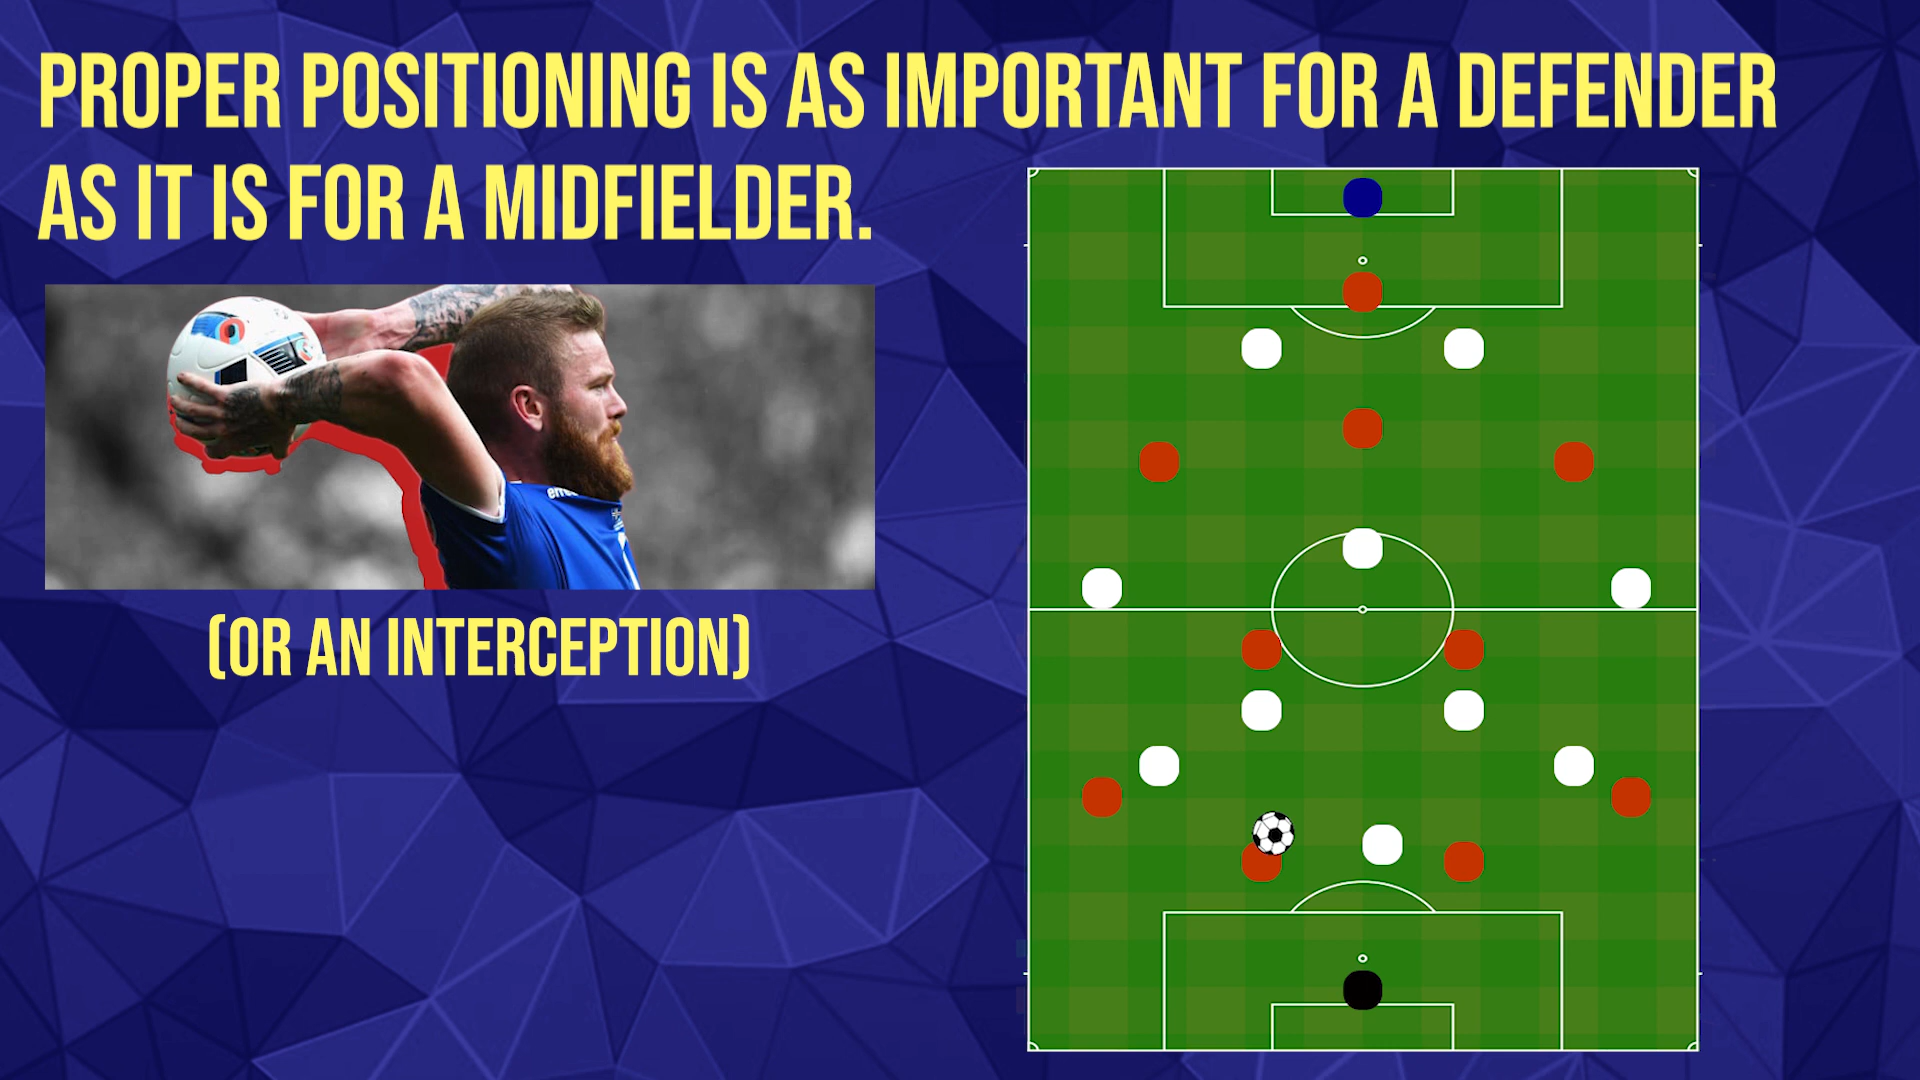 PROPER POSITIONING IS AS IMPORTANT FOR A DEFENDER
AS IT IS FOR A MIDFIELDER.
(OR AN INTERCEPTION)